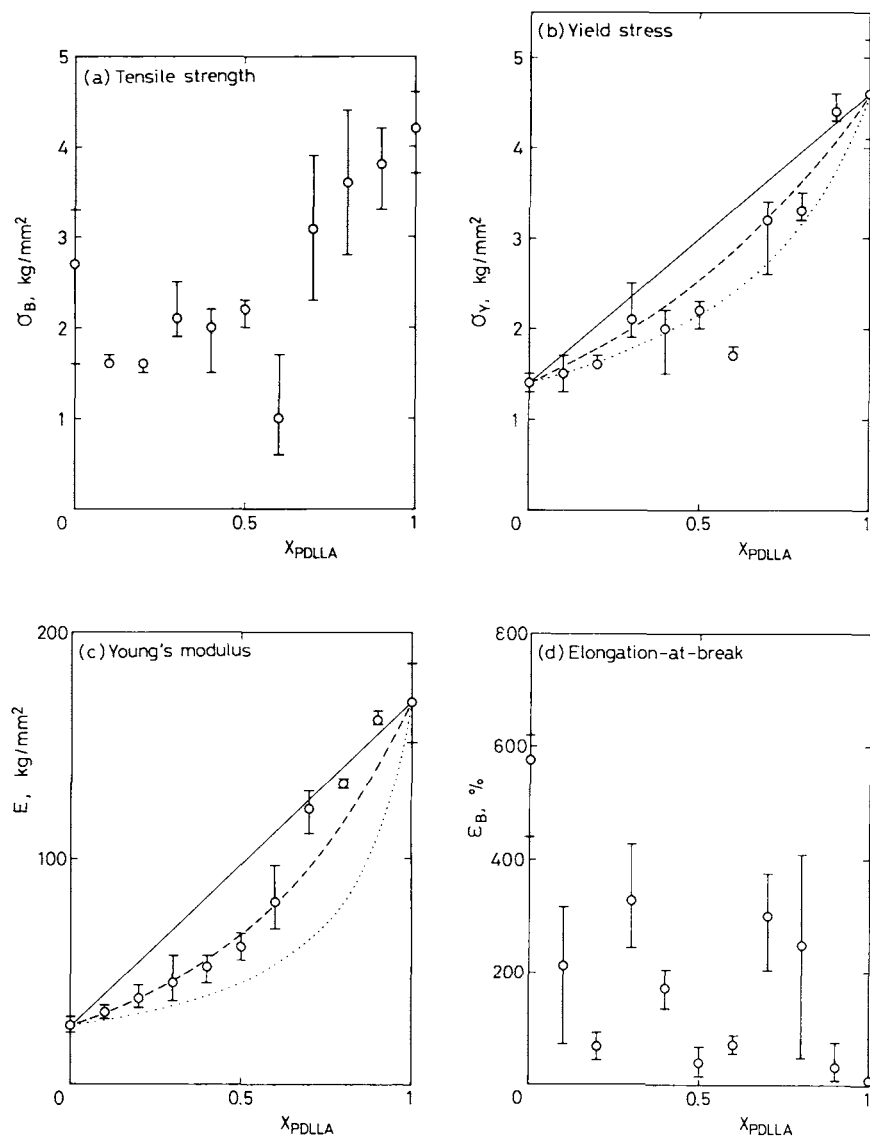 (a) Tensile strength
5
4
3
2
1
0
0.5
1
σB, kg/mm²
XPDLLA
(b) Yield stress
5
4
3
2
1
0
0.5
1
σY, kg/mm²
XPDLLA
(c) Young's modulus
200
100
0
0
0.5
1
E, kg/mm²
XPDLLA
(d) Elongation-at-break
800
600
400
200
0
0
0.5
1
εB, %
XPDLLA